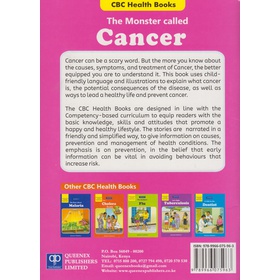 CBC Health Books
The Monster called
Cancer
Cancer can be a scary word. But the more you know about
the causes, symptoms, and treatment of Cancer, the better
equipped you are to understand it. This book uses child-
friendly language and illustrations to explain what cancer
is, the potential consequences of the disease, as well as
ways to lead a healthy life and prevent cancer.
The CBC Health Books are designed in line with the
Competency-based curriculum to equip readers with the
basic knowledge, skills and attitudes that promote a
happy and healthy lifestyle. The stories are narrated in a
friendly and simplified way, to give information on causes,
prevention and management of health conditions. The
emphasis is on prevention, in the belief that early
information can be vital in avoiding behaviours that
increase risk.
Other CBC Health Books
Malaria
Cholera
Tuberculosis
QUEENEX
PUBLISHERS
LIMITED
Nairobi, Kenya